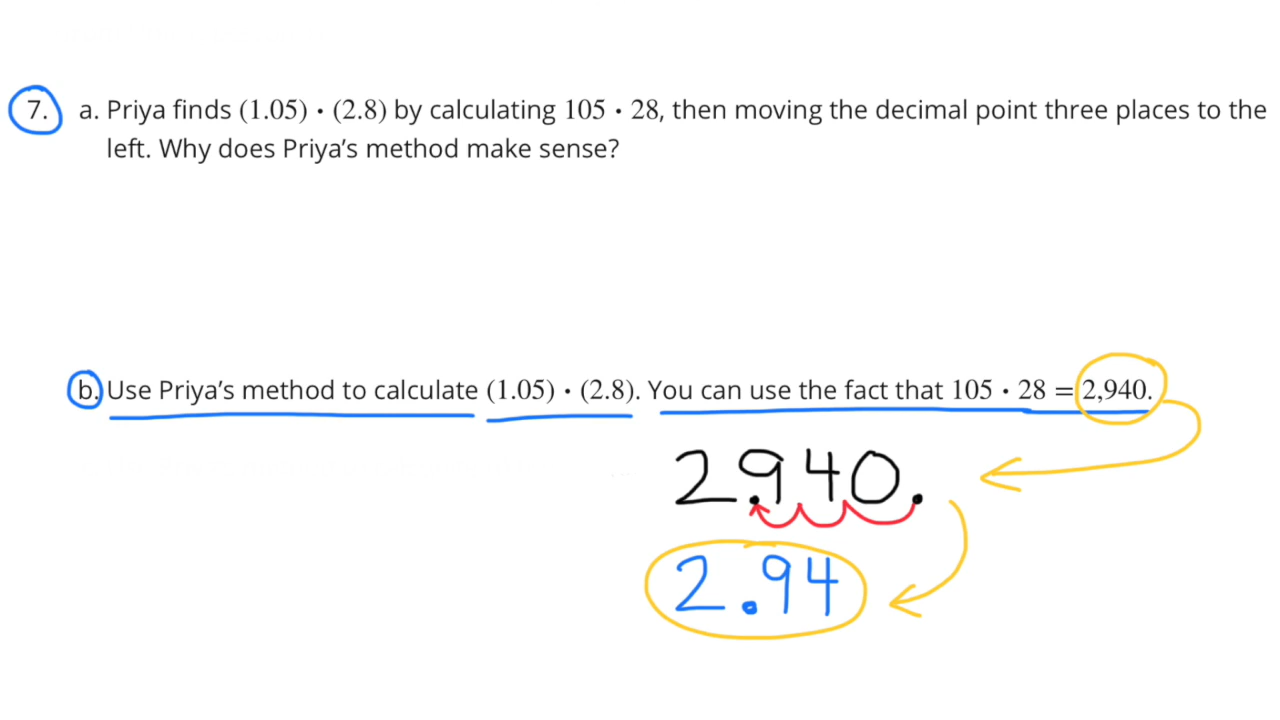 7. a. Priya finds (1.05) · (2.8) by calculating 105 · 28, then moving the decimal point three places to the
left. Why does Priya’s method make sense?
b. Use Priya’s method to calculate (1.05) · (2.8). You can use the fact that 105 · 28 = 2,940.
2.940.
2.94